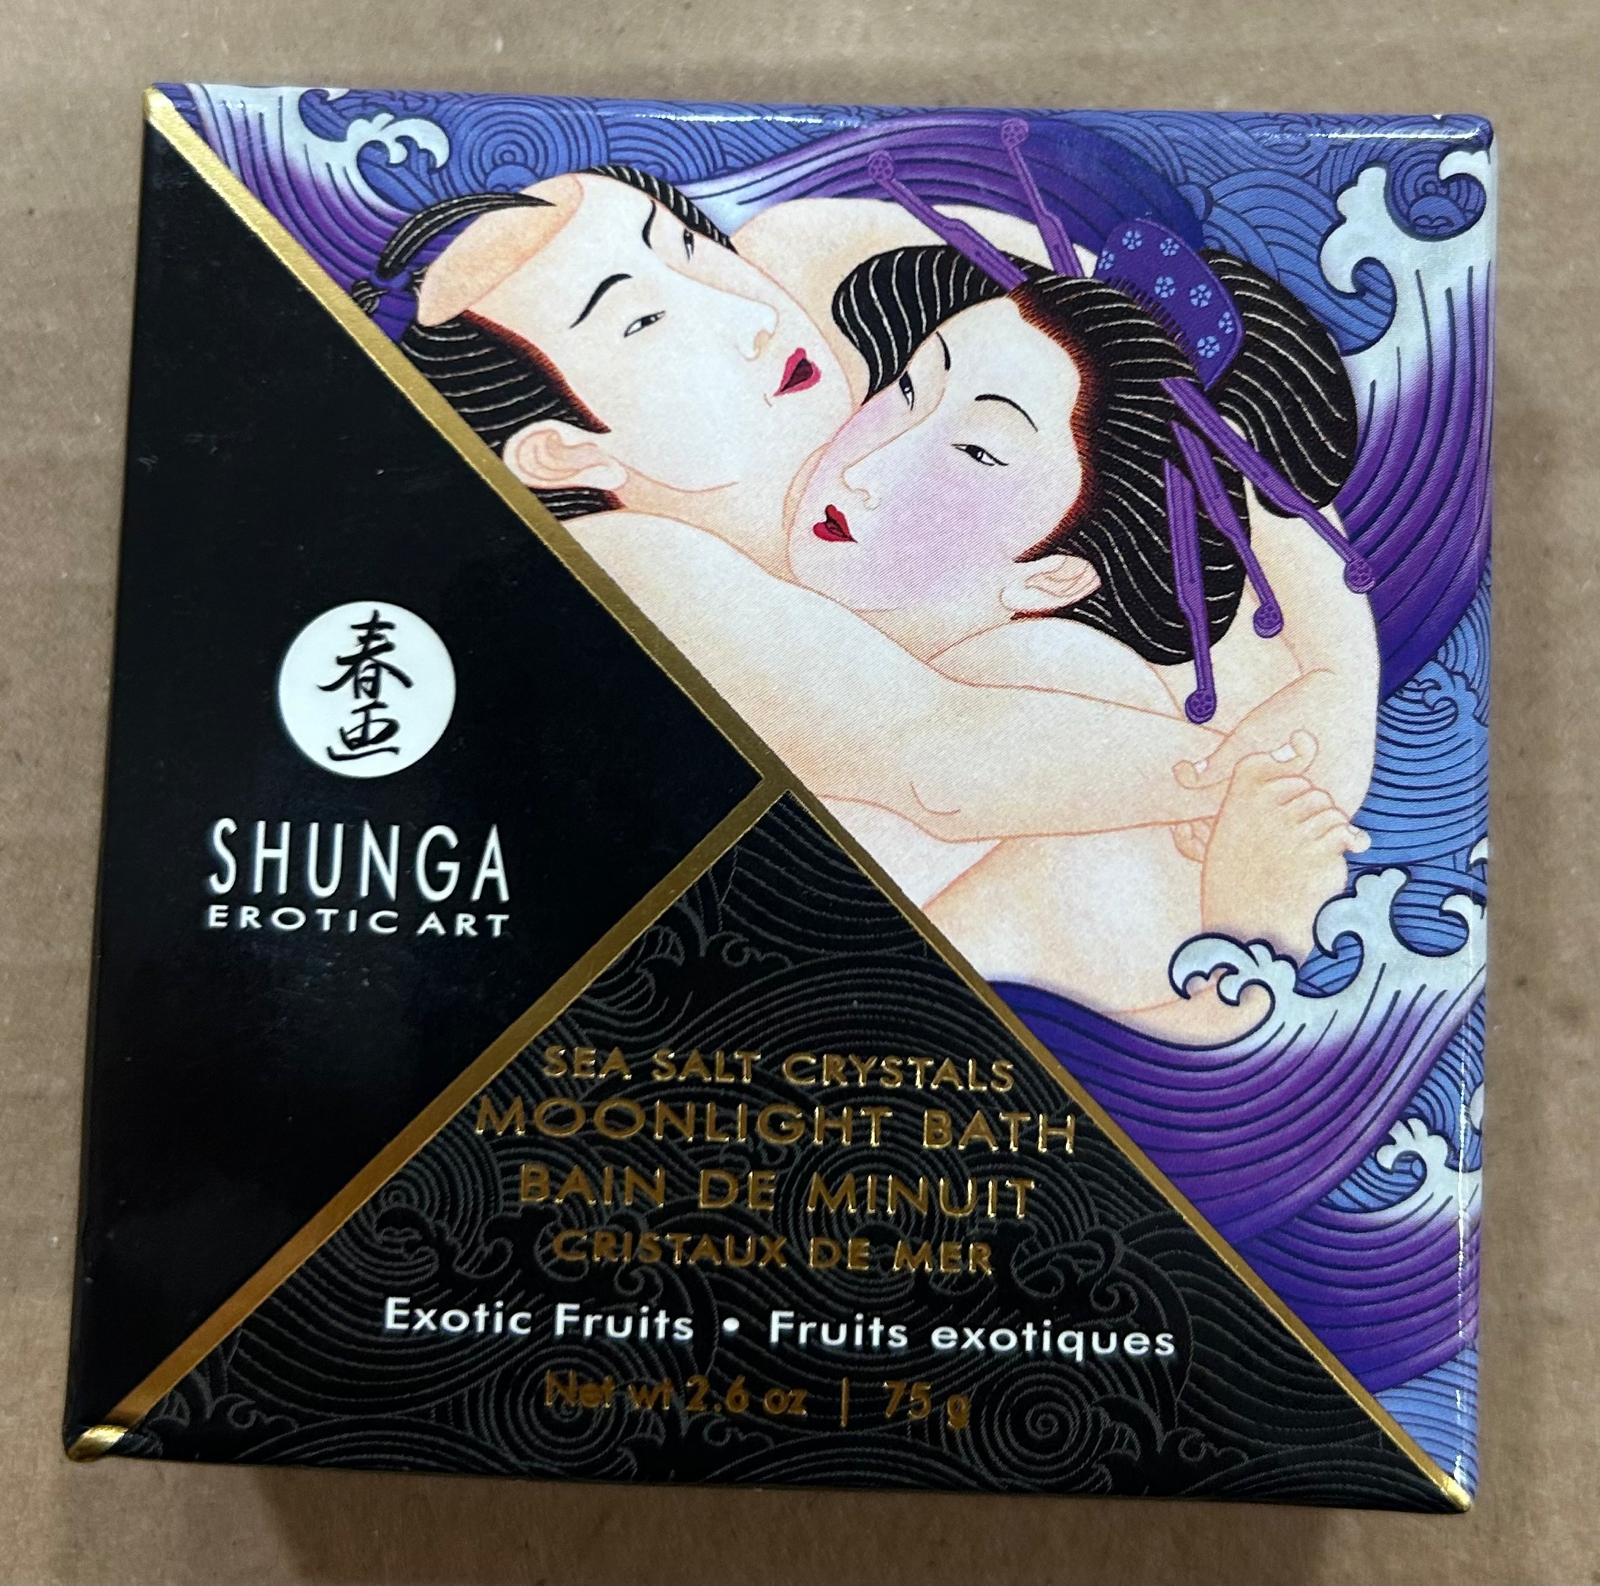 春
画
SHUNGA
EROTIC ART
SEA SALT CRYSTALS
MOONLIGHT BATH
BAIN DE MINUIT
CRISTAUX DE MER
Exotic Fruits • Fruits exotiques
Net wt 2.6 oz | 75 g